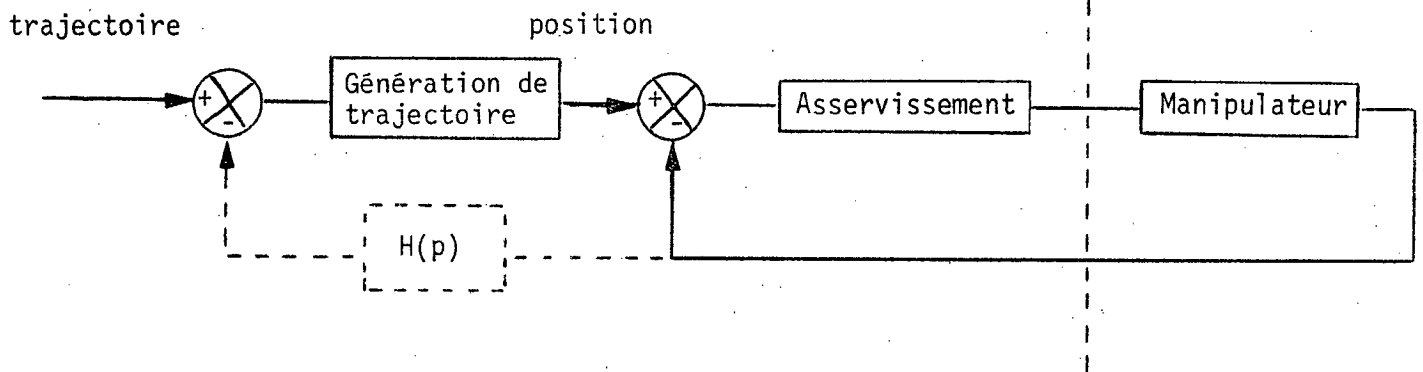 trajectoire
position
+
-
Génération de
trajectoire
+
-
Asservissement
Manipulateur
H(p)